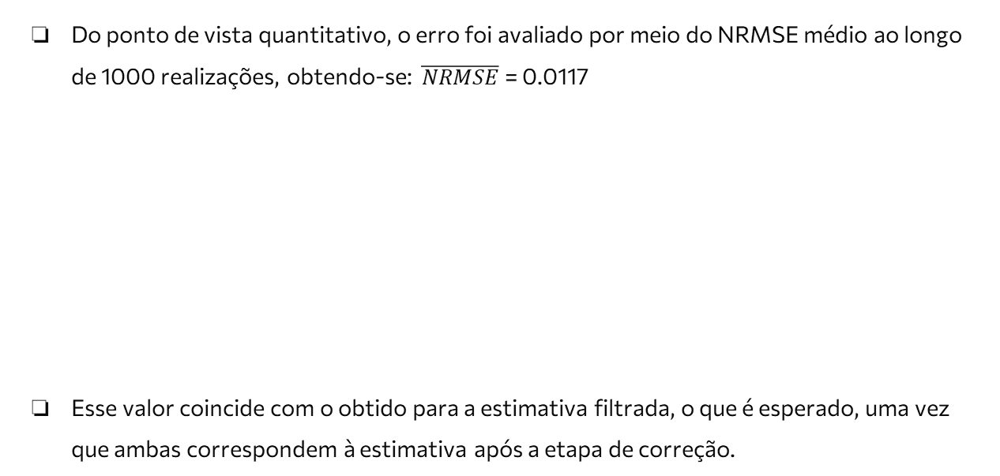 ❏ Do ponto de vista quantitativo, o erro foi avaliado por meio do NRMSE médio ao longo
de 1000 realizações, obtendo-se: \overline{NRMSE} = 0.0117
❏ Esse valor coincide com o obtido para a estimativa filtrada, o que é esperado, uma vez
que ambas correspondem à estimativa após a etapa de correção.